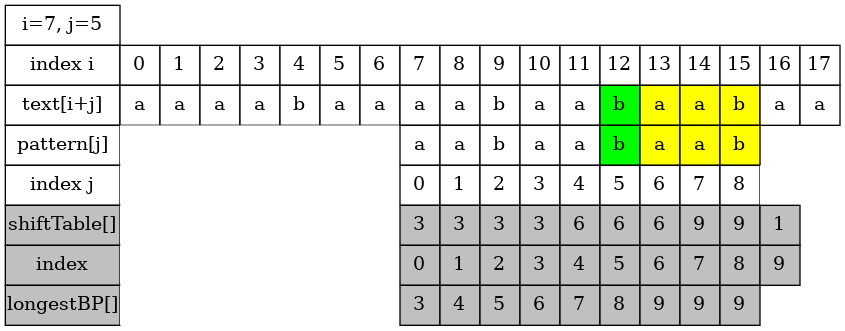 i=7, j=5
index i 0 1 2 3 4 5 6 7 8 9 10 11 12 13 14 15 16 17
text[i+j] a a a a b a a a a b a a b a a b a a
pattern[j] a a b a a b a a b
index j 0 1 2 3 4 5 6 7 8
shiftTable[] 3 3 3 3 6 6 6 9 9 1
index 0 1 2 3 4 5 6 7 8 9
longestBP[] 3 4 5 6 7 8 9 9 9